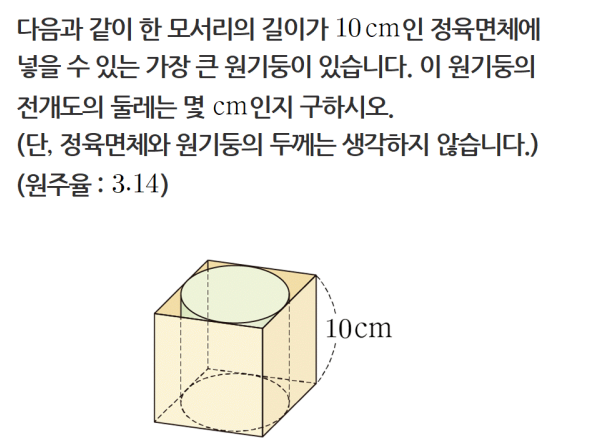 다음과 같이 한 모서리의 길이가 10cm인 정육면체에
넣을 수 있는 가장 큰 원기둥이 있습니다. 이 원기둥의
전개도의 둘레는 몇 cm인지 구하시오.
(단, 정육면체와 원기둥의 두께는 생각하지 않습니다.)
(원주율 : 3.14)
10cm